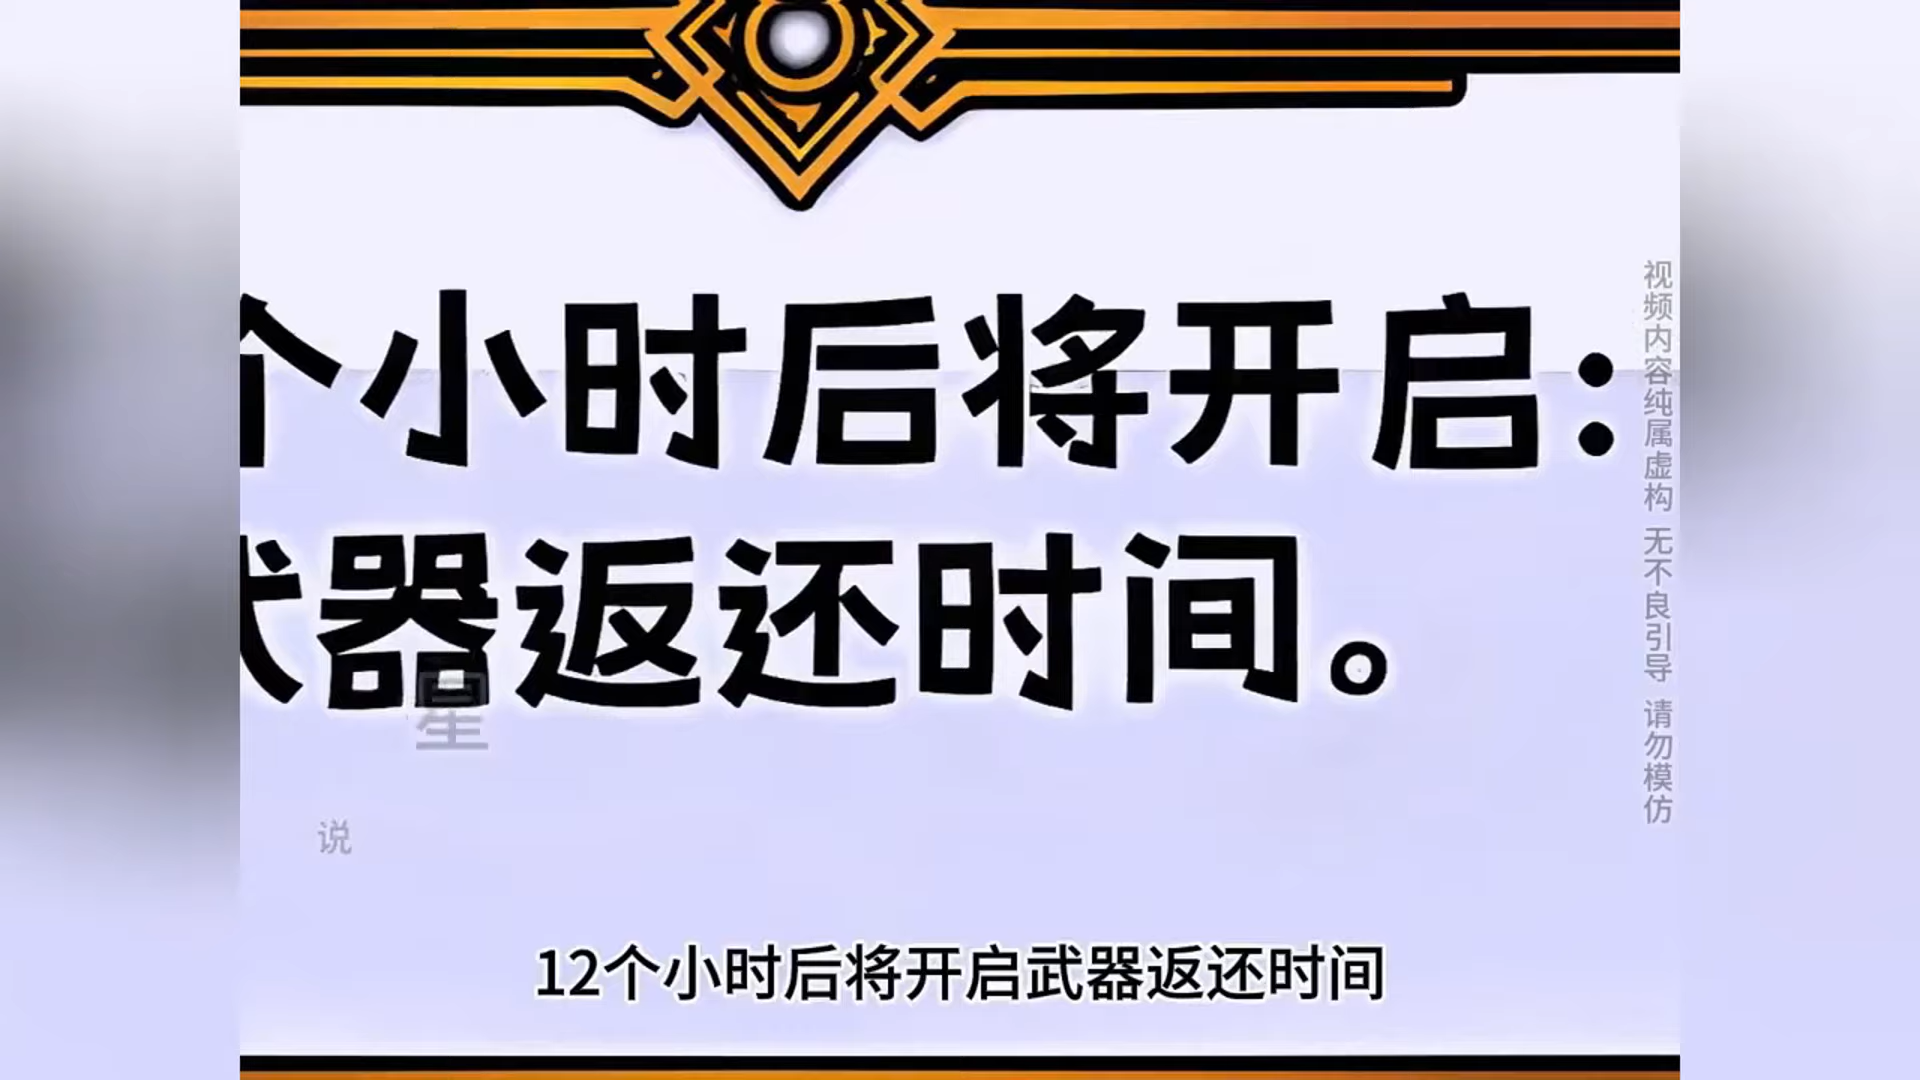 个小时后将开启:
武器返还时间。
星
说
12个小时后将开启武器返还时间
视频内容纯属虚构 无不良引导 请勿模仿